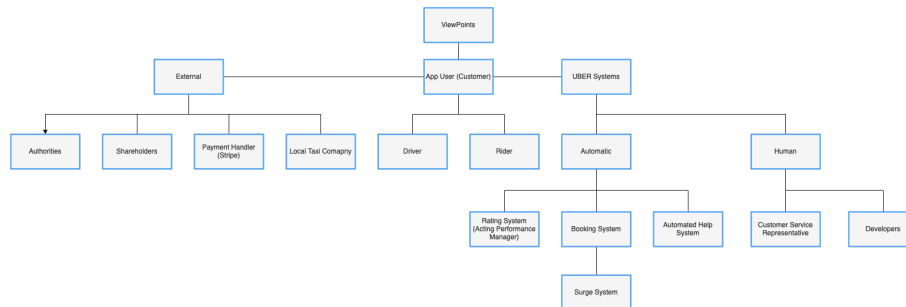 ViewPoints
External
App User (Customer)
UBER Systems
Authorities
Shareholders
Payment Handler
(Stripe)
Local Taxi Comapny
Driver
Rider
Automatic
Human
Rating System
(Acting Performance
Manager)
Booking System
Automated Help
System
Customer Service
Representative
Developers
Surge System